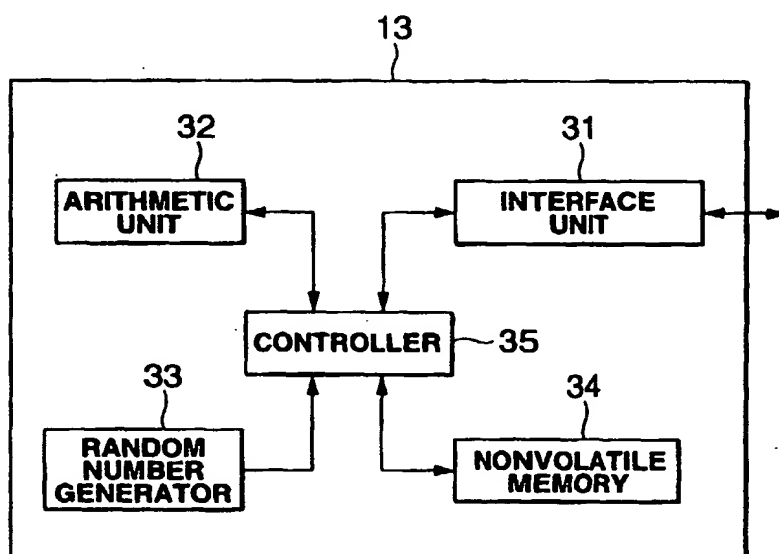 13
32
31
ARITHMETIC
UNIT
INTERFACE
UNIT
CONTROLLER
35
33
34
RANDOM
NUMBER
GENERATOR
NONVOLATILE
MEMORY